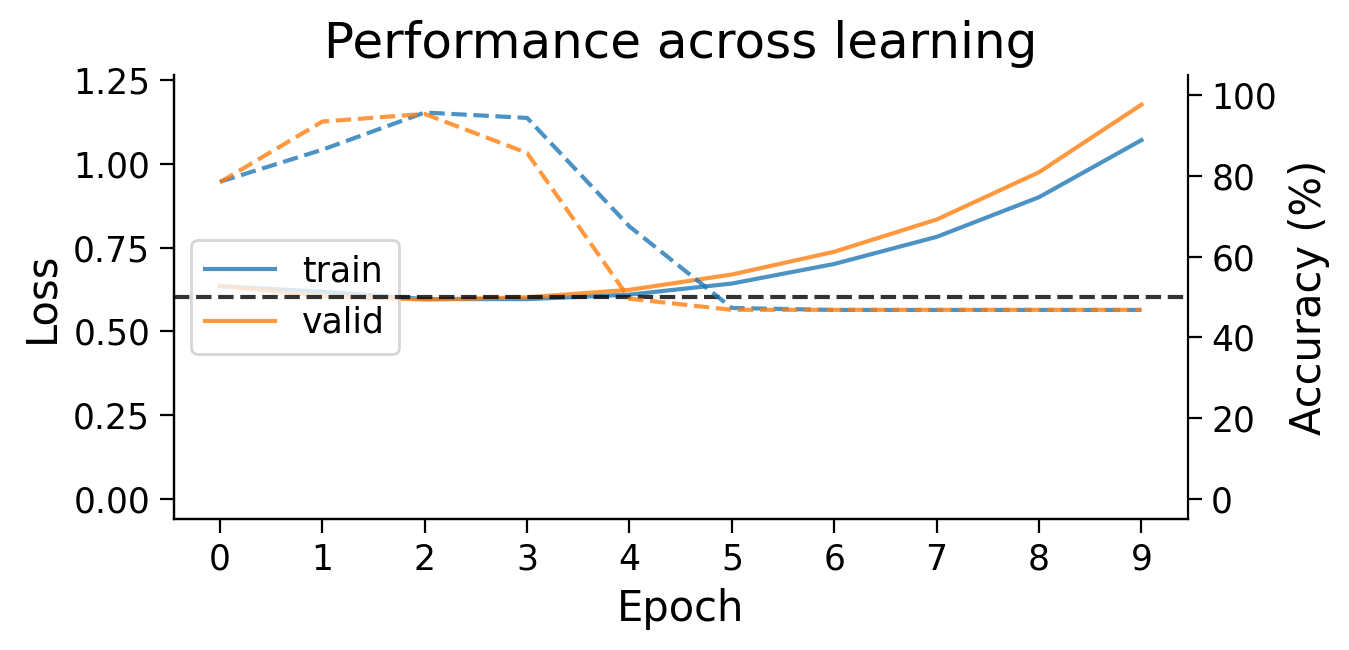 Performance across learning
1.25
1.00
0.75
0.50
0.25
0.00
Loss
train
valid
100
80
60
40
20
0
Accuracy (%)
0 1 2 3 4 5 6 7 8 9
Epoch